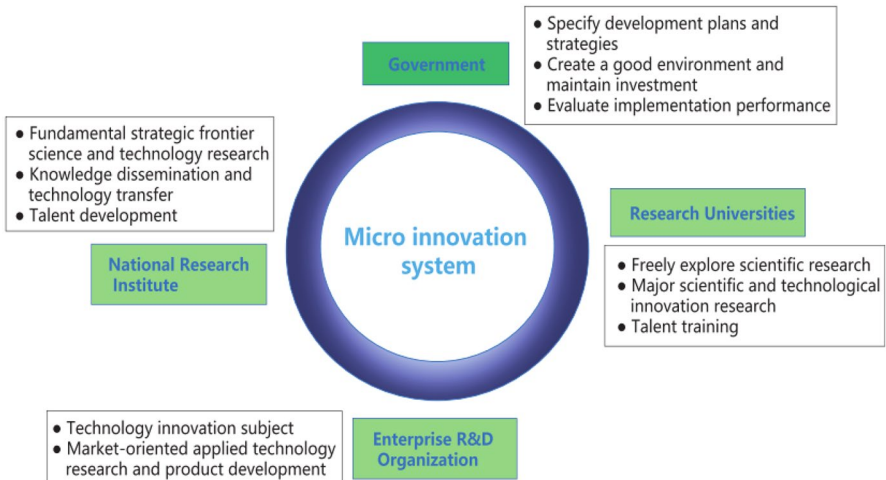 Government
● Specify development plans and
strategies
● Create a good environment and
maintain investment
● Evaluate implementation performance
● Fundamental strategic frontier
science and technology research
● Knowledge dissemination and
technology transfer
● Talent development
National Research
Institute
Micro innovation
system
Research Universities
● Freely explore scientific research
● Major scientific and technological
innovation research
● Talent training
● Technology innovation subject
● Market-oriented applied technology
research and product development
Enterprise R&D
Organization